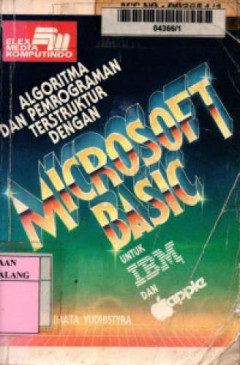 ELEX
MEDIA
KOMPUTINDO
04366/1
ALGORITMA
DAN PEMROGRAMAN
TERSTRUKTUR
DENGAN
MICROSOFT
BASIC
UNTUK
IBM
DAN
apple
YUDHISTYRA
AAN
ALANG